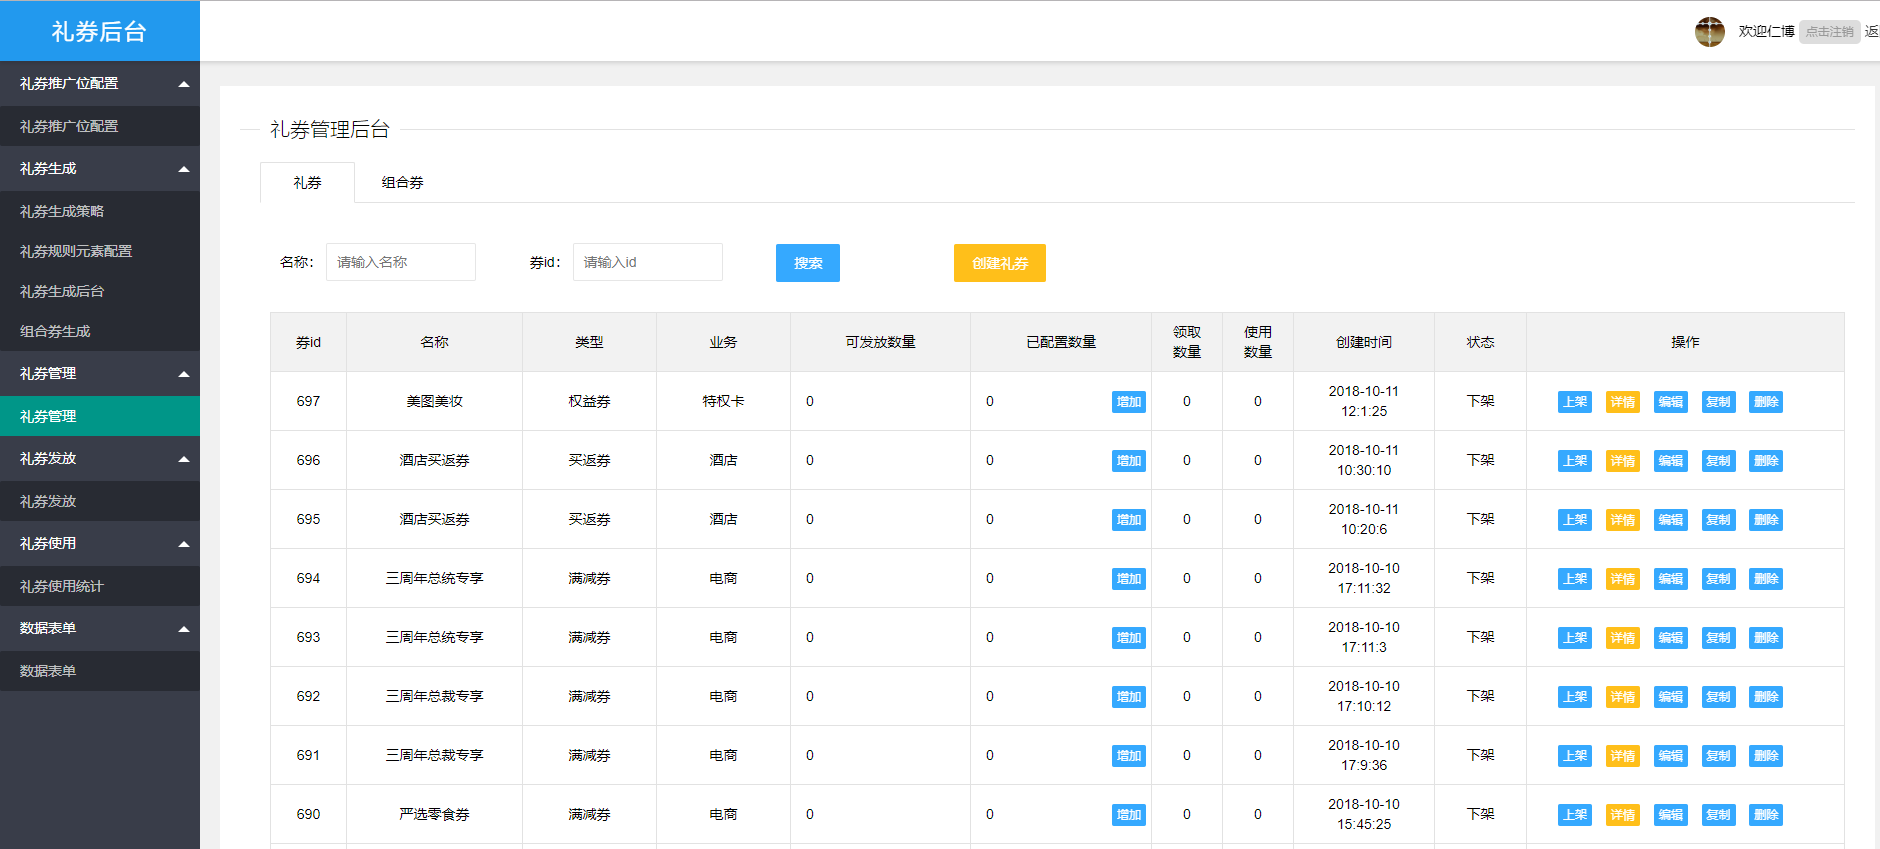 礼券后台
欢迎仁博 点击注销
礼券推广位配置
礼券推广位配置
礼券生成
礼券生成策略
礼券规则元素配置
礼券生成后台
组合券生成
礼券管理
礼券管理
礼券发放
礼券发放
礼券使用
礼券使用统计
数据表单
数据表单
礼券管理后台
礼券 组合券
名称: 请输入名称 券id: 请输入id 搜索 创建礼券
券id 名称 类型 业务 可发放数量 已配置数量 领取数量 使用数量 创建时间 状态 操作
697 美图美妆 权益券 特权卡 0 0 增加 0 0 2018-10-11 12:1:25 下架 上架 详情 编辑 复制 删除
696 酒店买返券 买返券 酒店 0 0 增加 0 0 2018-10-11 10:30:10 下架 上架 详情 编辑 复制 删除
695 酒店买返券 买返券 酒店 0 0 增加 0 0 2018-10-11 10:20:6 下架 上架 详情 编辑 复制 删除
694 三周年总统专享 满减券 电商 0 0 增加 0 0 2018-10-10 17:11:32 下架 上架 详情 编辑 复制 删除
693 三周年总统专享 满减券 电商 0 0 增加 0 0 2018-10-10 17:11:3 下架 上架 详情 编辑 复制 删除
692 三周年总裁专享 满减券 电商 0 0 增加 0 0 2018-10-10 17:10:12 下架 上架 详情 编辑 复制 删除
691 三周年总裁专享 满减券 电商 0 0 增加 0 0 2018-10-10 17:9:36 下架 上架 详情 编辑 复制 删除
690 严选零食券 满减券 电商 0 0 增加 0 0 2018-10-10 15:45:25 下架 上架 详情 编辑 复制 删除